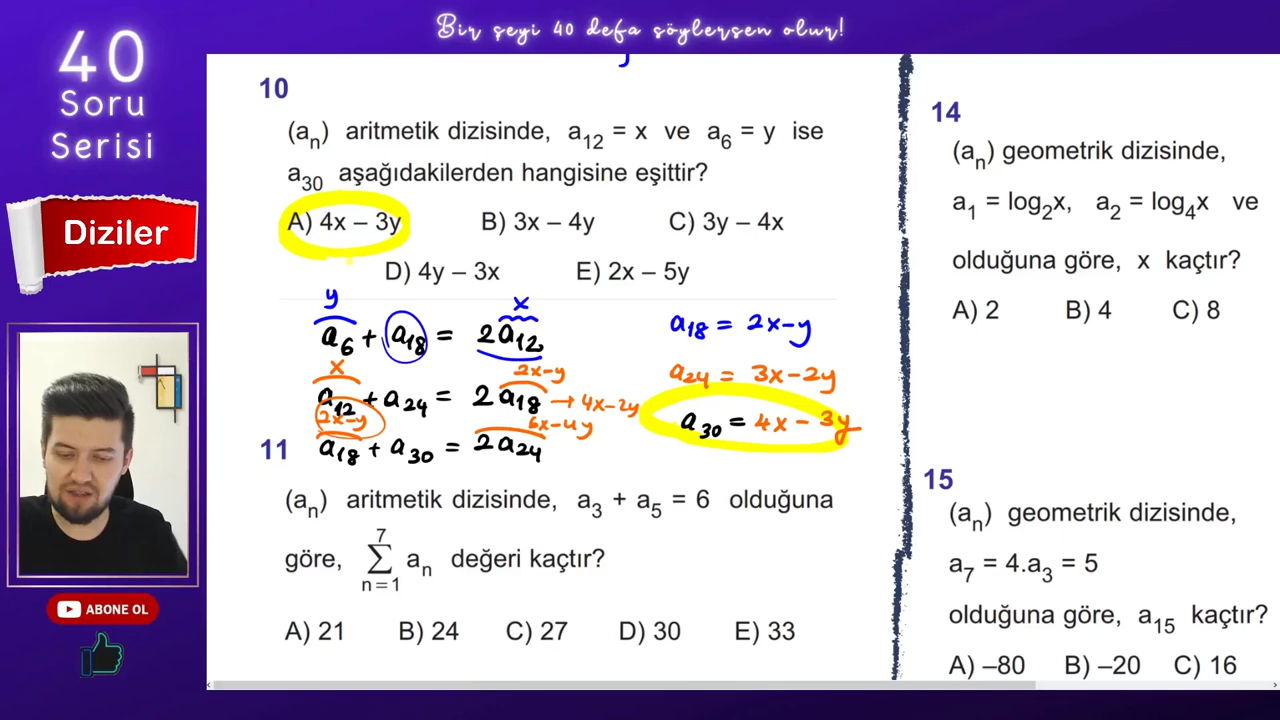 Bir şeyi 40 defa söylersen olur!
40
Soru
Serisi
Diziler
ABONE OL
10
(aₙ) aritmetik dizisinde, a₁₂ = x ve a₆ = y ise
a₃₀ aşağıdakilerden hangisine eşittir?
A) 4x – 3y B) 3x – 4y C) 3y – 4x
D) 4y – 3x E) 2x – 5y
y x
a₆ + a₁₈ = 2a₁₂
x 2x-y
a₁₂ + a₂₄ = 2a₁₈ → 4x-2y
2x-y 6x-4y
a₁₈ + a₃₀ = 2a₂₄
a₁₈ = 2x-y
a₂₄ = 3x-2y
a₃₀ = 4x - 3y
11
(aₙ) aritmetik dizisinde, a₃ + a₅ = 6 olduğuna
göre, 7 ∑ n=1 aₙ değeri kaçtır?
A) 21 B) 24 C) 27 D) 30 E) 33
14
(aₙ) geometrik dizisinde,
a₁ = log₂x, a₂ = log₄x ve
olduğuna göre, x kaçtır?
A) 2 B) 4 C) 8
15
(aₙ) geometrik dizisinde,
a₇ = 4.a₃ = 5
olduğuna göre, a₁₅ kaçtır?
A) –80 B) –20 C) 16